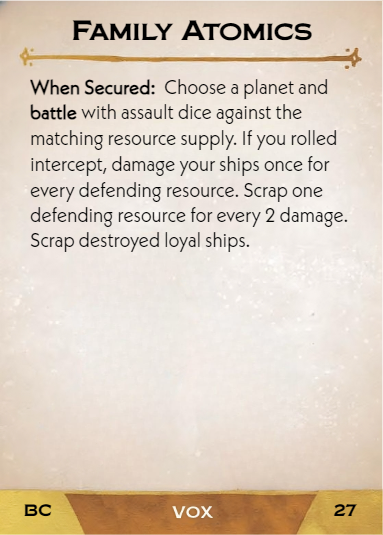 FAMILY ATOMICS
When Secured: Choose a planet and
battle with assault dice against the
matching resource supply. If you rolled
intercept, damage your ships once for
every defending resource. Scrap one
defending resource for every 2 damage.
Scrap destroyed loyal ships.
BC VOX 27